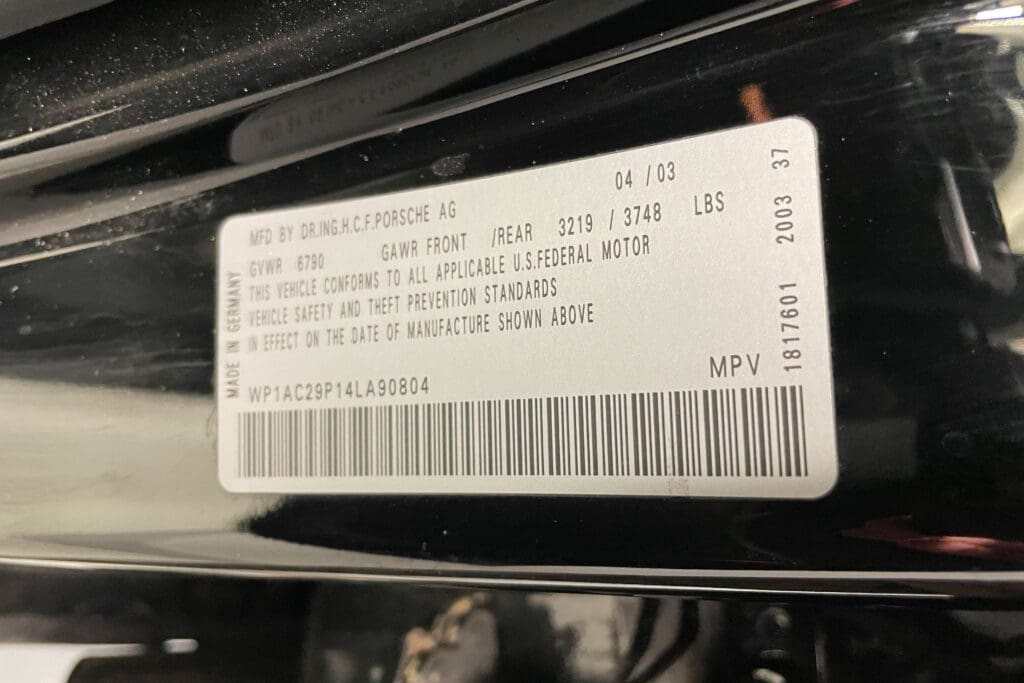 04 / 03
MFD BY DR.ING.H.C.F.PORSCHE AG
GVWR 6790 GAWR FRONT /REAR 3219 / 3748 LBS
THIS VEHICLE CONFORMS TO ALL APPLICABLE U.S.FEDERAL MOTOR
VEHICLE SAFETY AND THEFT PREVENTION STANDARDS
IN EFFECT ON THE DATE OF MANUFACTURE SHOWN ABOVE
MADE IN GERMANY
WP1AC29P14LA90804
MPV
1817601 2003 37